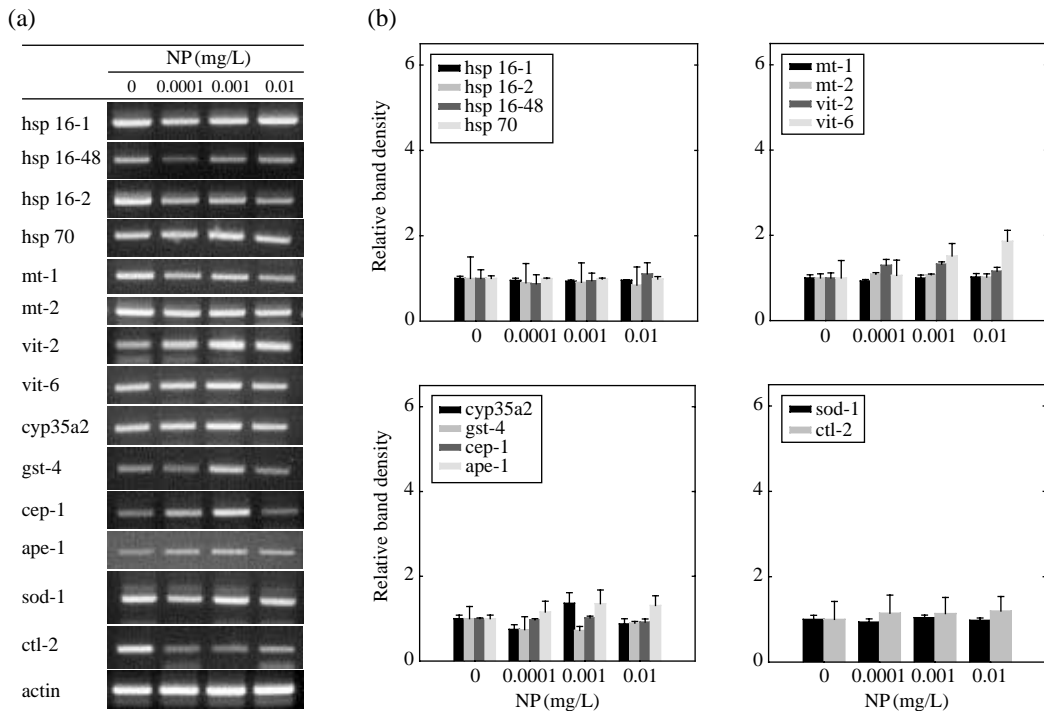 (a)
NP (mg/L)
0 0.0001 0.001 0.01
hsp 16-1
hsp 16-48
hsp 16-2
hsp 70
mt-1
mt-2
vit-2
vit-6
cyp35a2
gst-4
cep-1
ape-1
sod-1
ctl-2
actin
(b)
Relative band density
6
4
2
0
hsp 16-1
hsp 16-2
hsp 16-48
hsp 70
0 0.0001 0.001 0.01
6
4
2
0
mt-1
mt-2
vit-2
vit-6
0 0.0001 0.001 0.01
Relative band density
6
4
2
0
cyp35a2
gst-4
cep-1
ape-1
0 0.0001 0.001 0.01
NP (mg/L)
6
4
2
0
sod-1
ctl-2
0 0.0001 0.001 0.01
NP (mg/L)